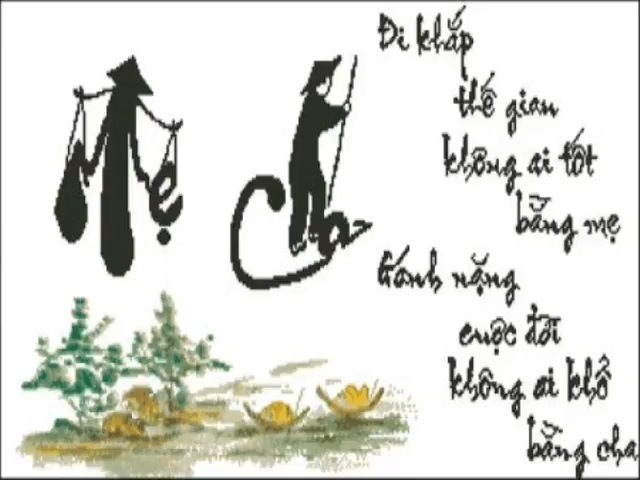 Mẹ Cha
Đi khắp
thế gian
không ai tốt
bằng mẹ
Gánh nặng
cuộc đời
không ai khổ
bằng cha